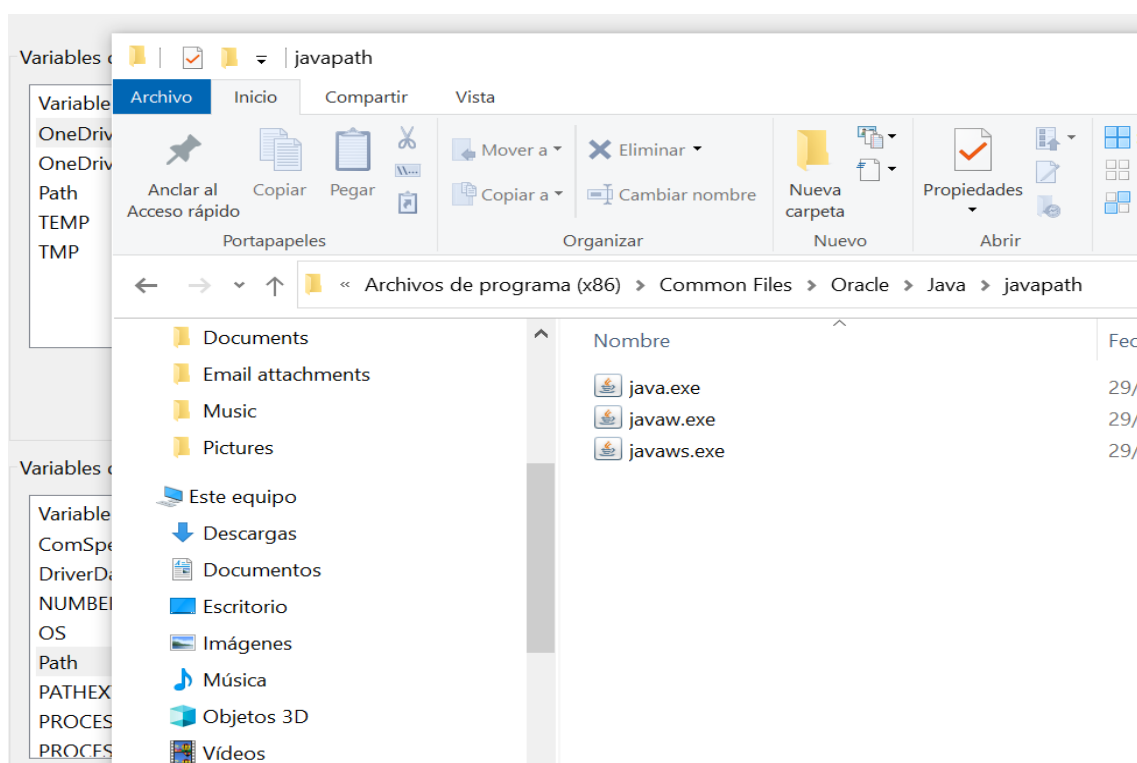 Variables
javapath
Archivo Inicio Compartir Vista
Anclar al Acceso rápido
Copiar
Pegar
Mover a
Copiar a
Eliminar
Cambiar nombre
Nueva carpeta
Propiedades
Portapapeles Organizar Nuevo Abrir
« Archivos de programa (x86) > Common Files > Oracle > Java > javapath
Variable
OneDriv
OneDriv
Path
TEMP
TMP
Variables
Variable
ComSpe
DriverDa
NUMBE
OS
Path
PATHEX
PROCES
PROCES
Documents
Email attachments
Music
Pictures
Este equipo
Descargas
Documentos
Escritorio
Imágenes
Música
Objetos 3D
Vídeos
Nombre Fec
java.exe 29/
javaw.exe 29/
javaws.exe 29/